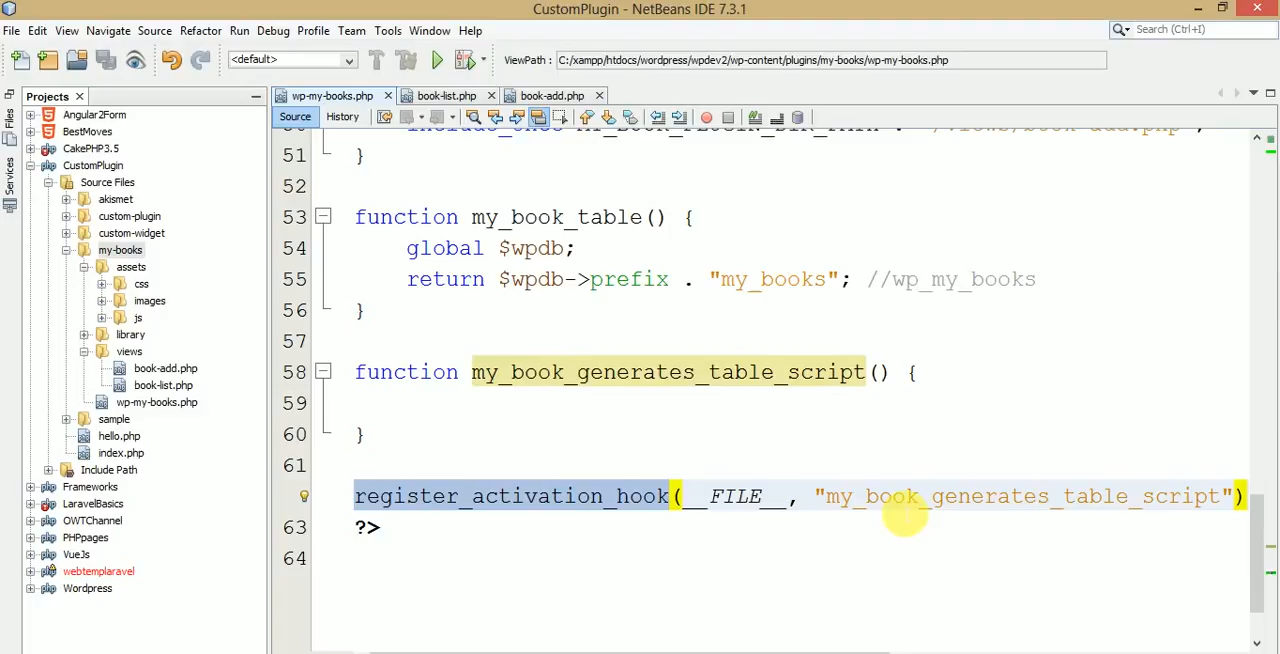 CustomPlugin - NetBeans IDE 7.3.1
File Edit View Navigate Source Refactor Run Debug Profile Team Tools Window Help
Search (Ctrl+I)
<default>
ViewPath : C:/xampp/htdocs/wordpress/wpdev2/wp-content/plugins/my-books/wp-my-books.php
Files
Services
Projects
Angular2Form
BestMoves
CakePHP3.5
CustomPlugin
Source Files
akismet
custom-plugin
custom-widget
my-books
assets
css
images
js
library
views
book-add.php
book-list.php
wp-my-books.php
sample
hello.php
index.php
Include Path
Frameworks
LaravelBasics
OWTChannel
PHPpages
VueJs
webtemplaravel
Wordpress
wp-my-books.php book-list.php book-add.php
Source History
51 }
52
53 function my_book_table() {
54 global $wpdb;
55 return $wpdb->prefix . "my_books"; //wp_my_books
56 }
57
58 function my_book_generates_table_script() {
59
60 }
61
register_activation_hook(__FILE__, "my_book_generates_table_script")
63 ?>
64